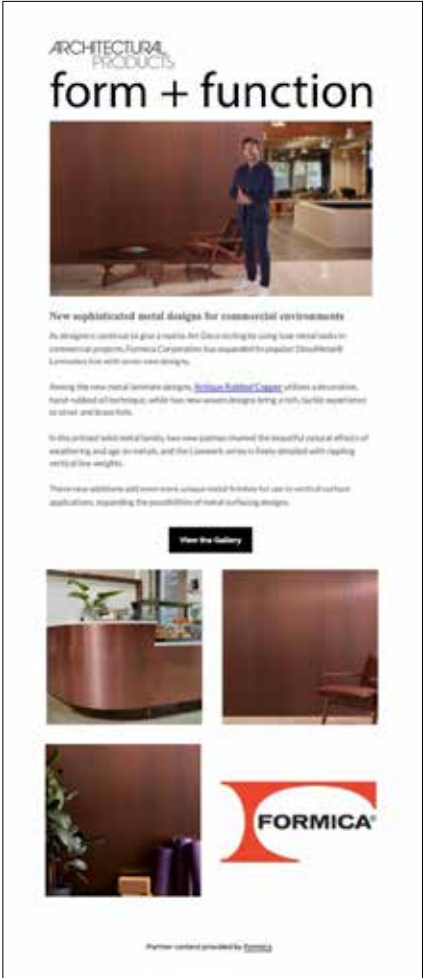 ARCHITECTURAL
PRODUCTS
form + function
New sophisticated metal designs for commercial environments
As designers continue to give a nod to Art Deco styling by using luxe metal looks in
commercial projects, Formica Corporation has expanded its popular DecoMetal®
Laminates line with seven new designs.
Among the new metal laminate designs, Antique Rubbed Copper utilizes a decorative,
hand-rubbed oil technique, while two new woven designs bring a rich, tactile experience
to silver and brass foils.
In the printed solid metal family, two new patinas channel the beautiful natural effects of
weathering and age on metals, and the Linework series is finely detailed with rippling
vertical line weights.
These new additions add even more unique metal finishes for use in vertical surface
applications, expanding the possibilities of metal surfacing designs.
View the Gallery
FORMICA®
Partner content provided by Formica